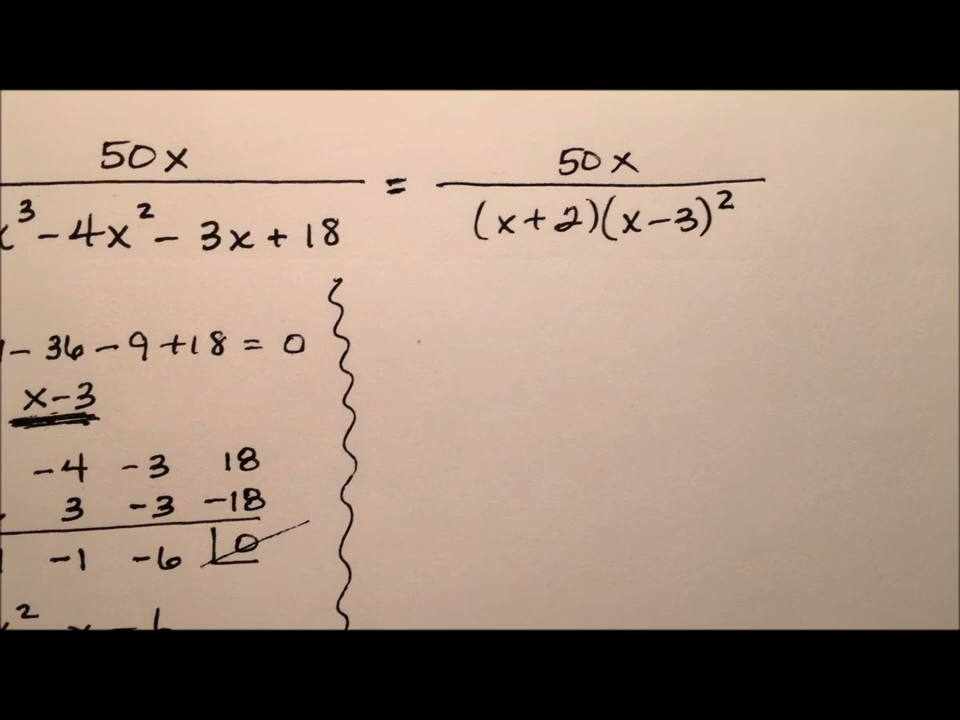 50x
x³ - 4x² - 3x + 18
=
50x
(x+2)(x-3)²
- 36 - 9 + 18 = 0
x-3
-4 -3 18
3 -3 -18
1 -1 -6 0